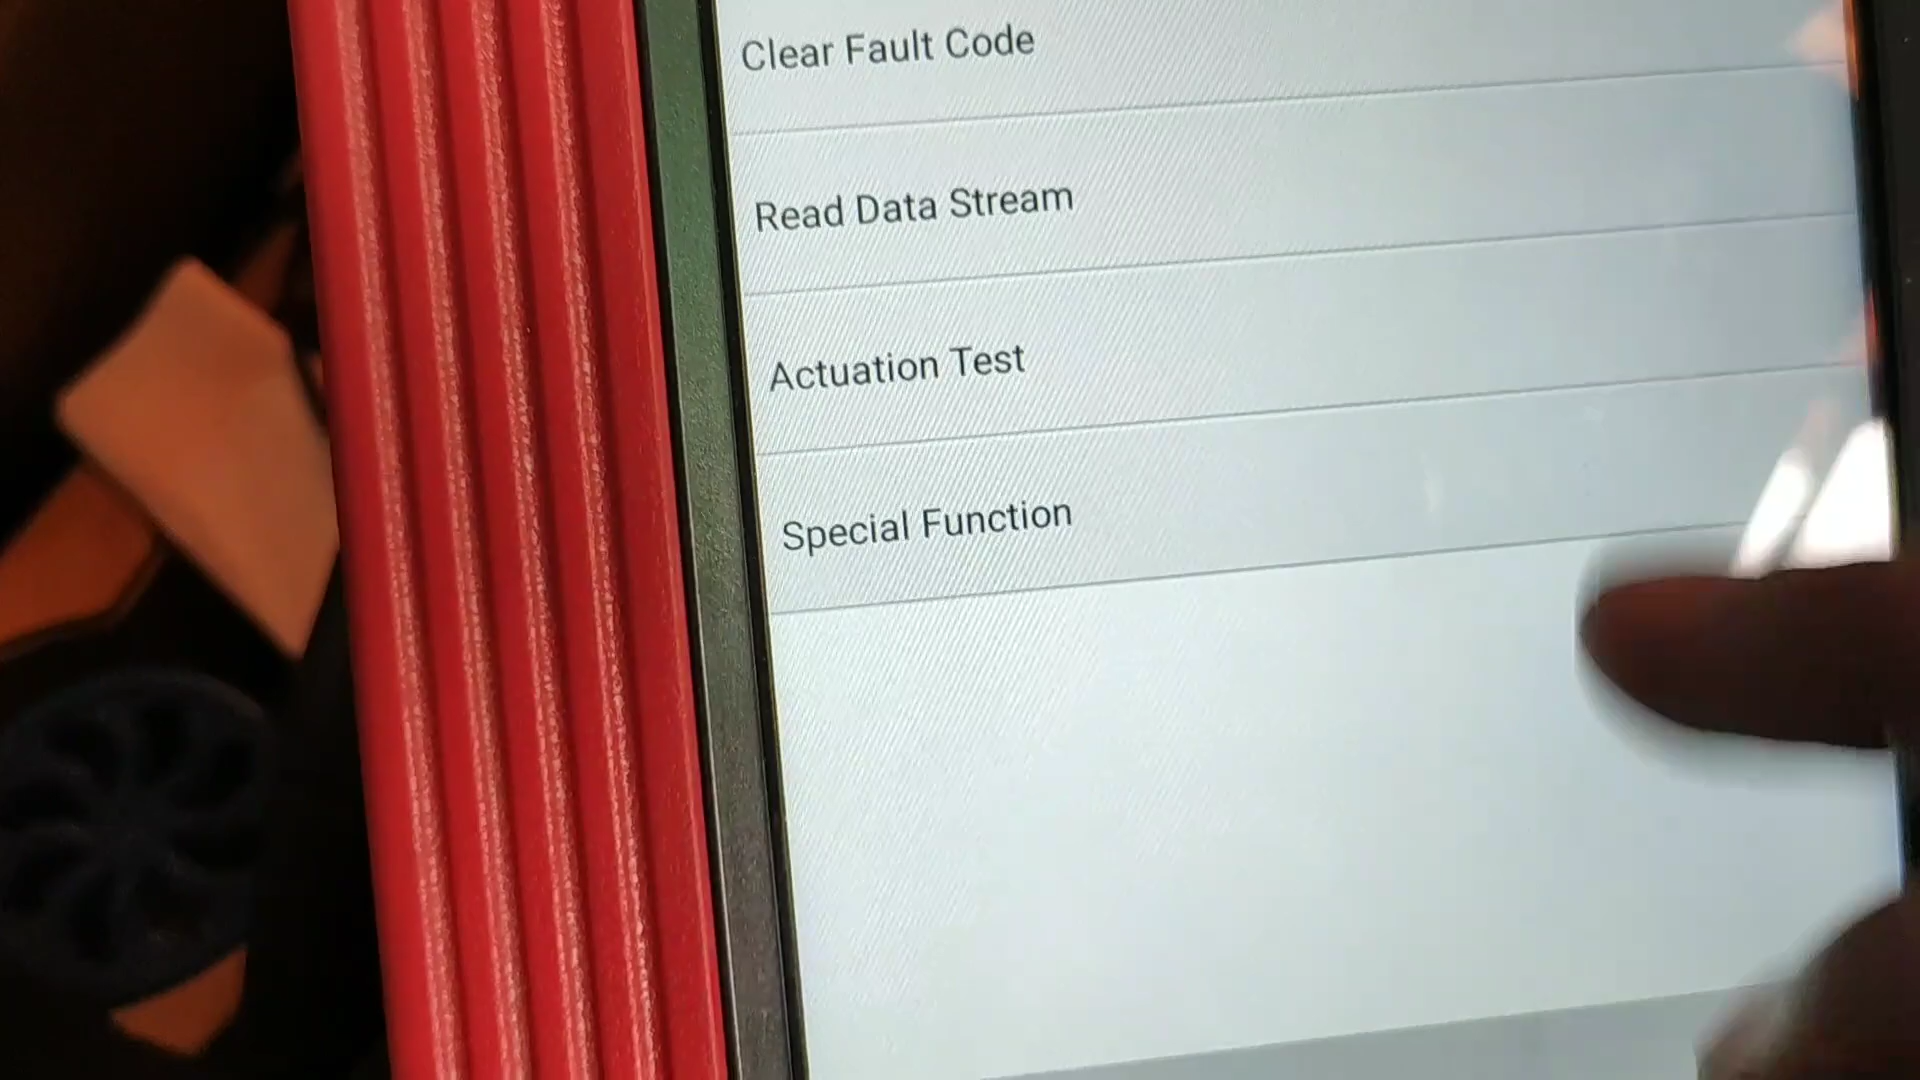 Clear Fault Code
Read Data Stream
Actuation Test
Special Function